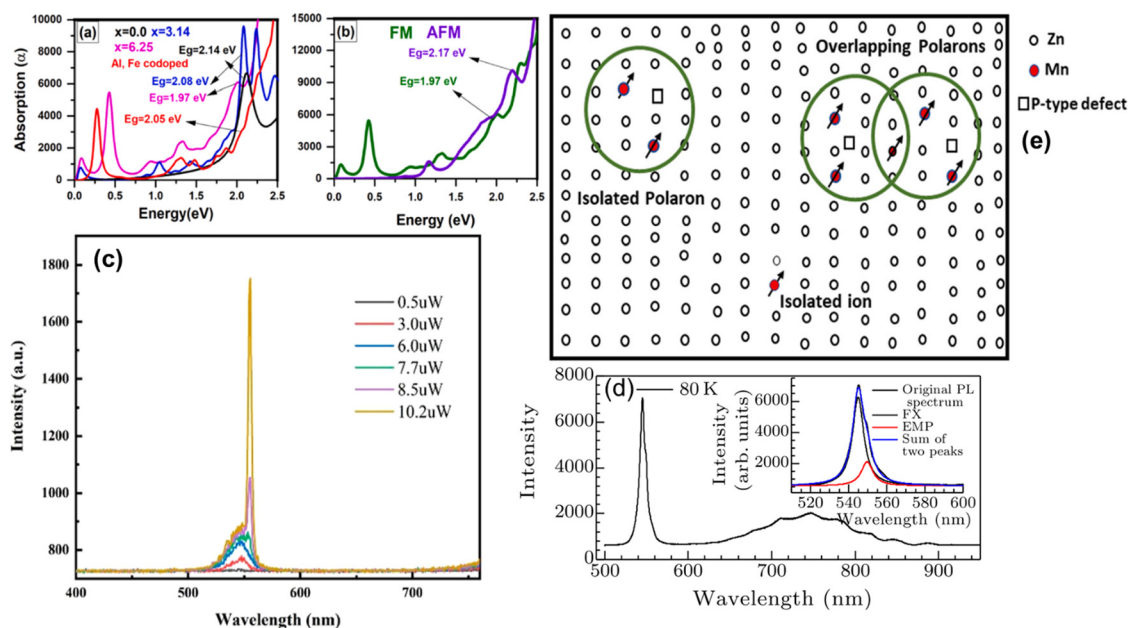 (a)
x=0.0 x=3.14
x=6.25
Al, Fe codoped
Eg=2.14 eV
Eg=2.08 eV
Eg=1.97 eV
Eg=2.05 eV
Absorption (α)
10000
8000
6000
4000
2000
0
0.0 0.5 1.0 1.5 2.0 2.5
Energy(eV)
(b)
FM AFM
Eg=2.17 eV
Eg=1.97 eV
15000
12000
9000
6000
3000
0
0.0 0.5 1.0 1.5 2.0 2.5
Energy (eV)
Overlapping Polarons
Isolated Polaron
Isolated ion
Zn
Mn
P-type defect
(e)
(c)
0.5uW
3.0uW
6.0uW
7.7uW
8.5uW
10.2uW
Intensity (a.u.)
1800
1600
1400
1200
1000
800
400 500 600 700
Wavelength (nm)
(d)
80 K
Intensity
8000
6000
4000
2000
0
500 600 700 800 900
Wavelength (nm)
Original PL
spectrum
FX
EMP
Sum of
two peaks
Intensity
(arb. units)
6000
4000
2000
520 540 560 580 600
Wavelength (nm)